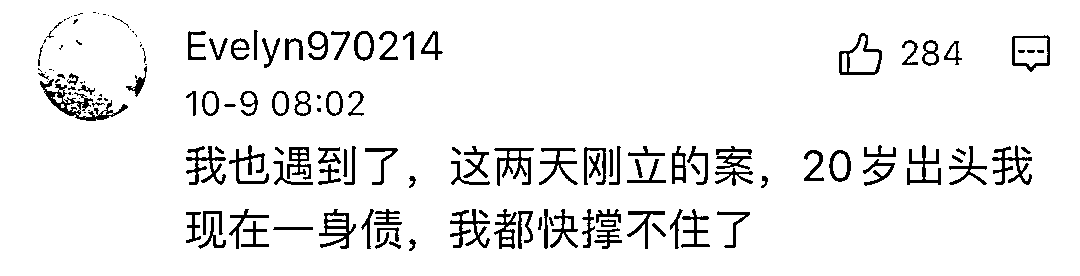 Evelyn970214
284
10-9 08:02
我也遇到了，这两天刚立的案，20岁出头我
现在一身债，我都快撑不住了